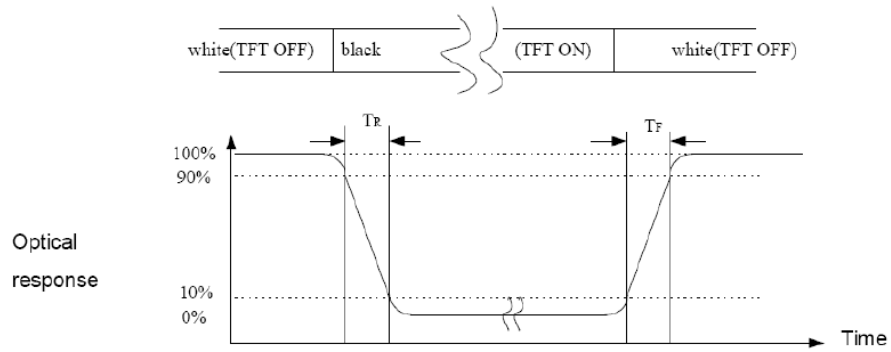 white(TFT OFF) black (TFT ON) white(TFT OFF)
TR TF
100%
90%
Optical
response
10%
0%
Time